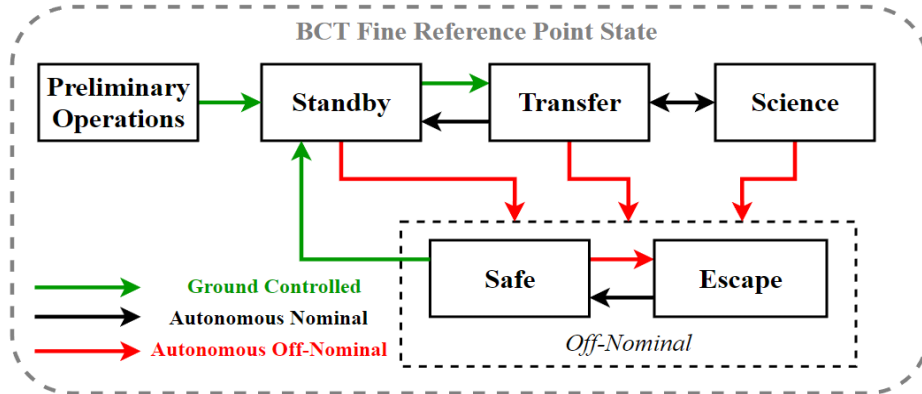 BCT Fine Reference Point State
Preliminary
Operations
Standby
Transfer
Science
Safe
Escape
Off-Nominal
Ground Controlled
Autonomous Nominal
Autonomous Off-Nominal